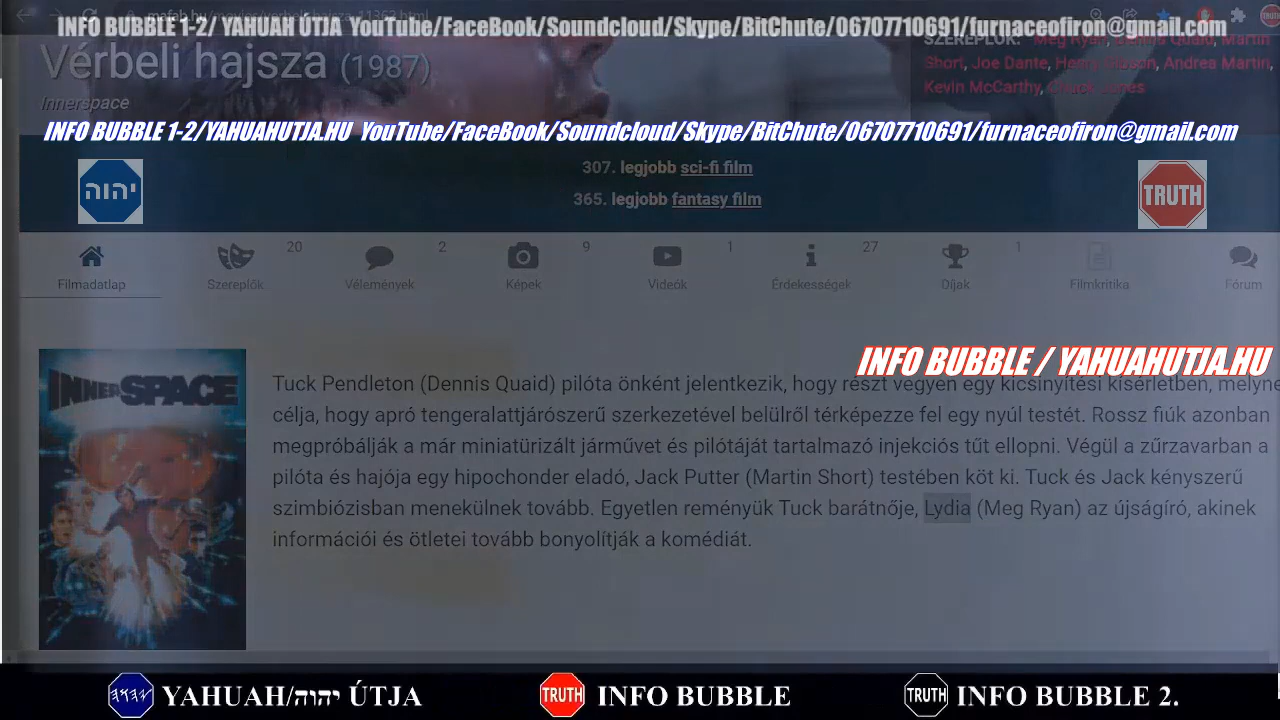 mafab.hu/movies/verbeli-hajsza-11363.html
INFO BUBBLE 1-2/ YAHUAH ÚTJA YouTube/FaceBook/Soundcloud/Skype/BitChute/06707710691/furnaceofiron@gmail.com
SZEREPLŐK: Meg Ryan, Dennis Quaid, Martin
Vérbeli hajsza (1987)
Short, Joe Dante, Henry Gibson, Andrea Martin,
Kevin McCarthy, Chuck Jones
Innerspace
INFO BUBBLE 1-2/YAHUAHUTJA.HU YouTube/FaceBook/Soundcloud/Skype/BitChute/06707710691/furnaceofiron@gmail.com
307. legjobb sci-fi film
יהוה
TRUTH
365. legjobb fantasy film
20 2 9 1 27 1
Filmadatlap Szereplők Vélemények Képek Videók Érdekességek Díjak Filmkritika Fórum
INFO BUBBLE / YAHUAHUTJA.HU
INNERSPACE
Tuck Pendleton (Dennis Quaid) pilóta önként jelentkezik, hogy részt vegyen egy kicsinyítési kísérletben, melyne
célja, hogy apró tengeralattjárószerű szerkezetével belülről térképezze fel egy nyúl testét. Rossz fiúk azonban
megpróbálják a már miniatürizált járművet és pilótáját tartalmazó injekciós tűt ellopni. Végül a zűrzavarban a
pilóta és hajója egy hipochonder eladó, Jack Putter (Martin Short) testében köt ki. Tuck és Jack kényszerű
szimbiózisban menekülnek tovább. Egyetlen reményük Tuck barátnője, Lydia (Meg Ryan) az újságíró, akinek
információi és ötletei tovább bonyolítják a komédiát.
𐤉𐤄𐤅𐤄 YAHUAH/יהוה ÚTJA TRUTH INFO BUBBLE TRUTH INFO BUBBLE 2.